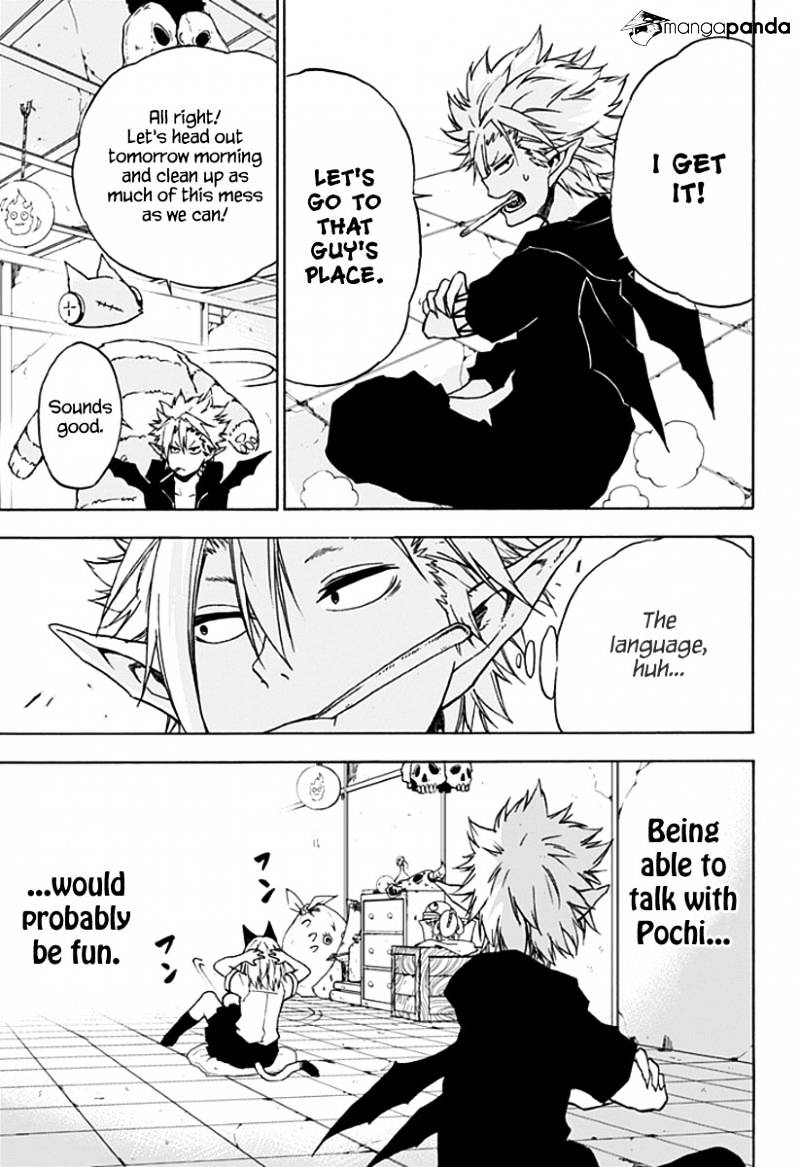 mangapanda
I GET
IT!
LET'S
GO TO
THAT
GUY'S
PLACE.
All right!
Let's head out
tomorrow morning
and clean up as
much of this mess
as we can!
Sounds
good.
The
language,
huh...
Being
able to
talk with
Pochi...
...would
probably
be fun.